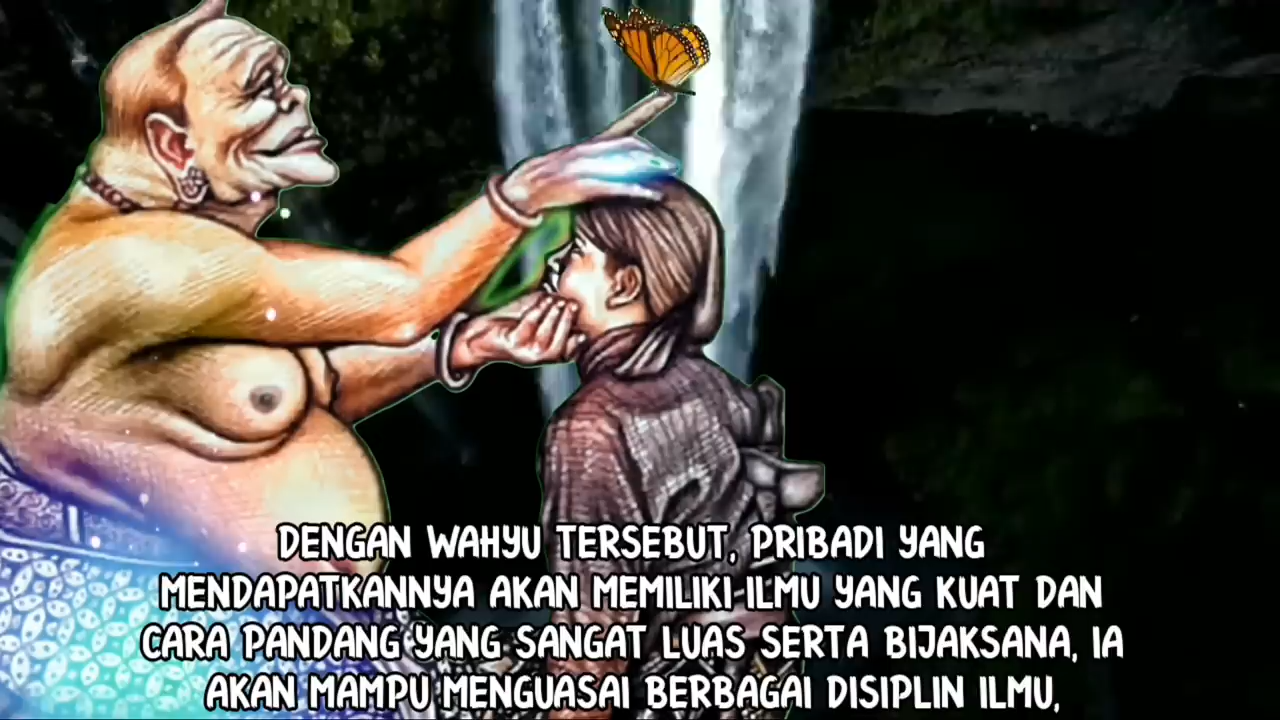 DENGAN WAHYU TERSEBUT, PRIBADI YANG
MENDAPATKANNYA AKAN MEMILIKI ILMU YANG KUAT DAN
CARA PANDANG YANG SANGAT LUAS SERTA BIJAKSANA, IA
AKAN MAMPU MENGUASAI BERBAGAI DISIPLIN ILMU,